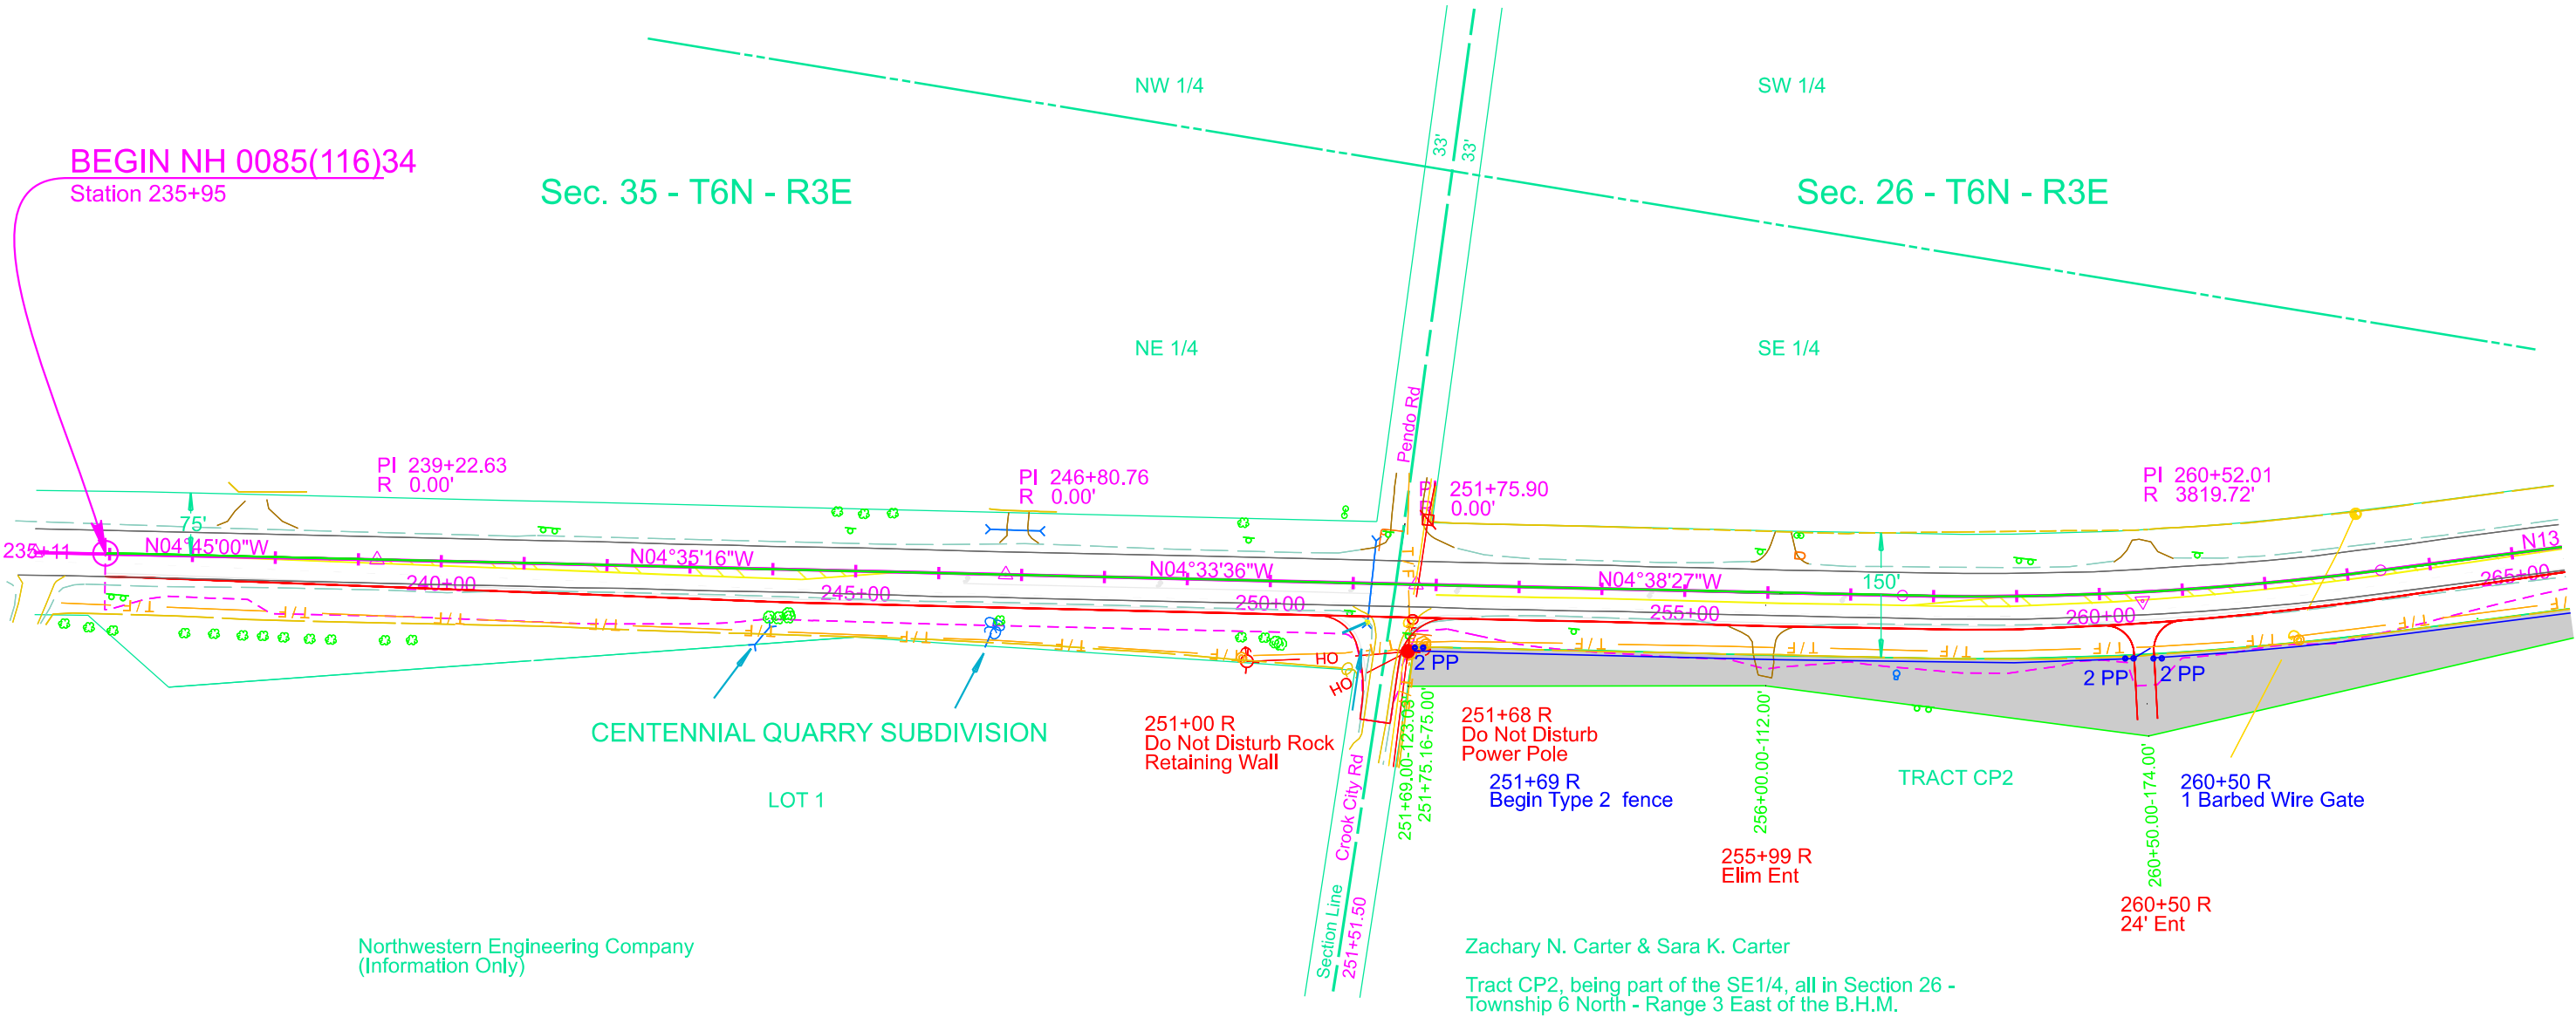 NW 1/4
SW 1/4
33'
33'
BEGIN NH 0085(116)34
Station 235+95
Sec. 35 - T6N - R3E
Sec. 26 - T6N - R3E
NE 1/4
SE 1/4
Pendo Rd
PI 239+22.63
R 0.00'
PI 246+80.76
R 0.00'
PI 251+75.90
R 0.00'
PI 260+52.01
R 3819.72'
75'
235+11
N04°45'00"W
N04°35'16"W
N04°33'36"W
N04°38'27"W
150'
N13
240+00
245+00
250+00
255+00
260+00
265+00
T/F
T/F
T/F
T/F
T/F
T/F
T/F
T/F
T/F
T/F
T/F
T/F
T/F
T/F
HO
HO
2 PP
2 PP
2 PP
CENTENNIAL QUARRY SUBDIVISION
LOT 1
251+00 R
Do Not Disturb Rock
Retaining Wall
251+68 R
Do Not Disturb
Power Pole
251+69 R
Begin Type 2 fence
251+69.00-123.03'
251+75.16-75.00'
256+00.00-112.00'
260+50.00-174.00'
TRACT CP2
260+50 R
1 Barbed Wire Gate
255+99 R
Elim Ent
260+50 R
24' Ent
Crook City Rd
Section Line
251+51.50
Northwestern Engineering Company
(Information Only)
Zachary N. Carter & Sara K. Carter
Tract CP2, being part of the SE1/4, all in Section 26 -
Township 6 North - Range 3 East of the B.H.M.